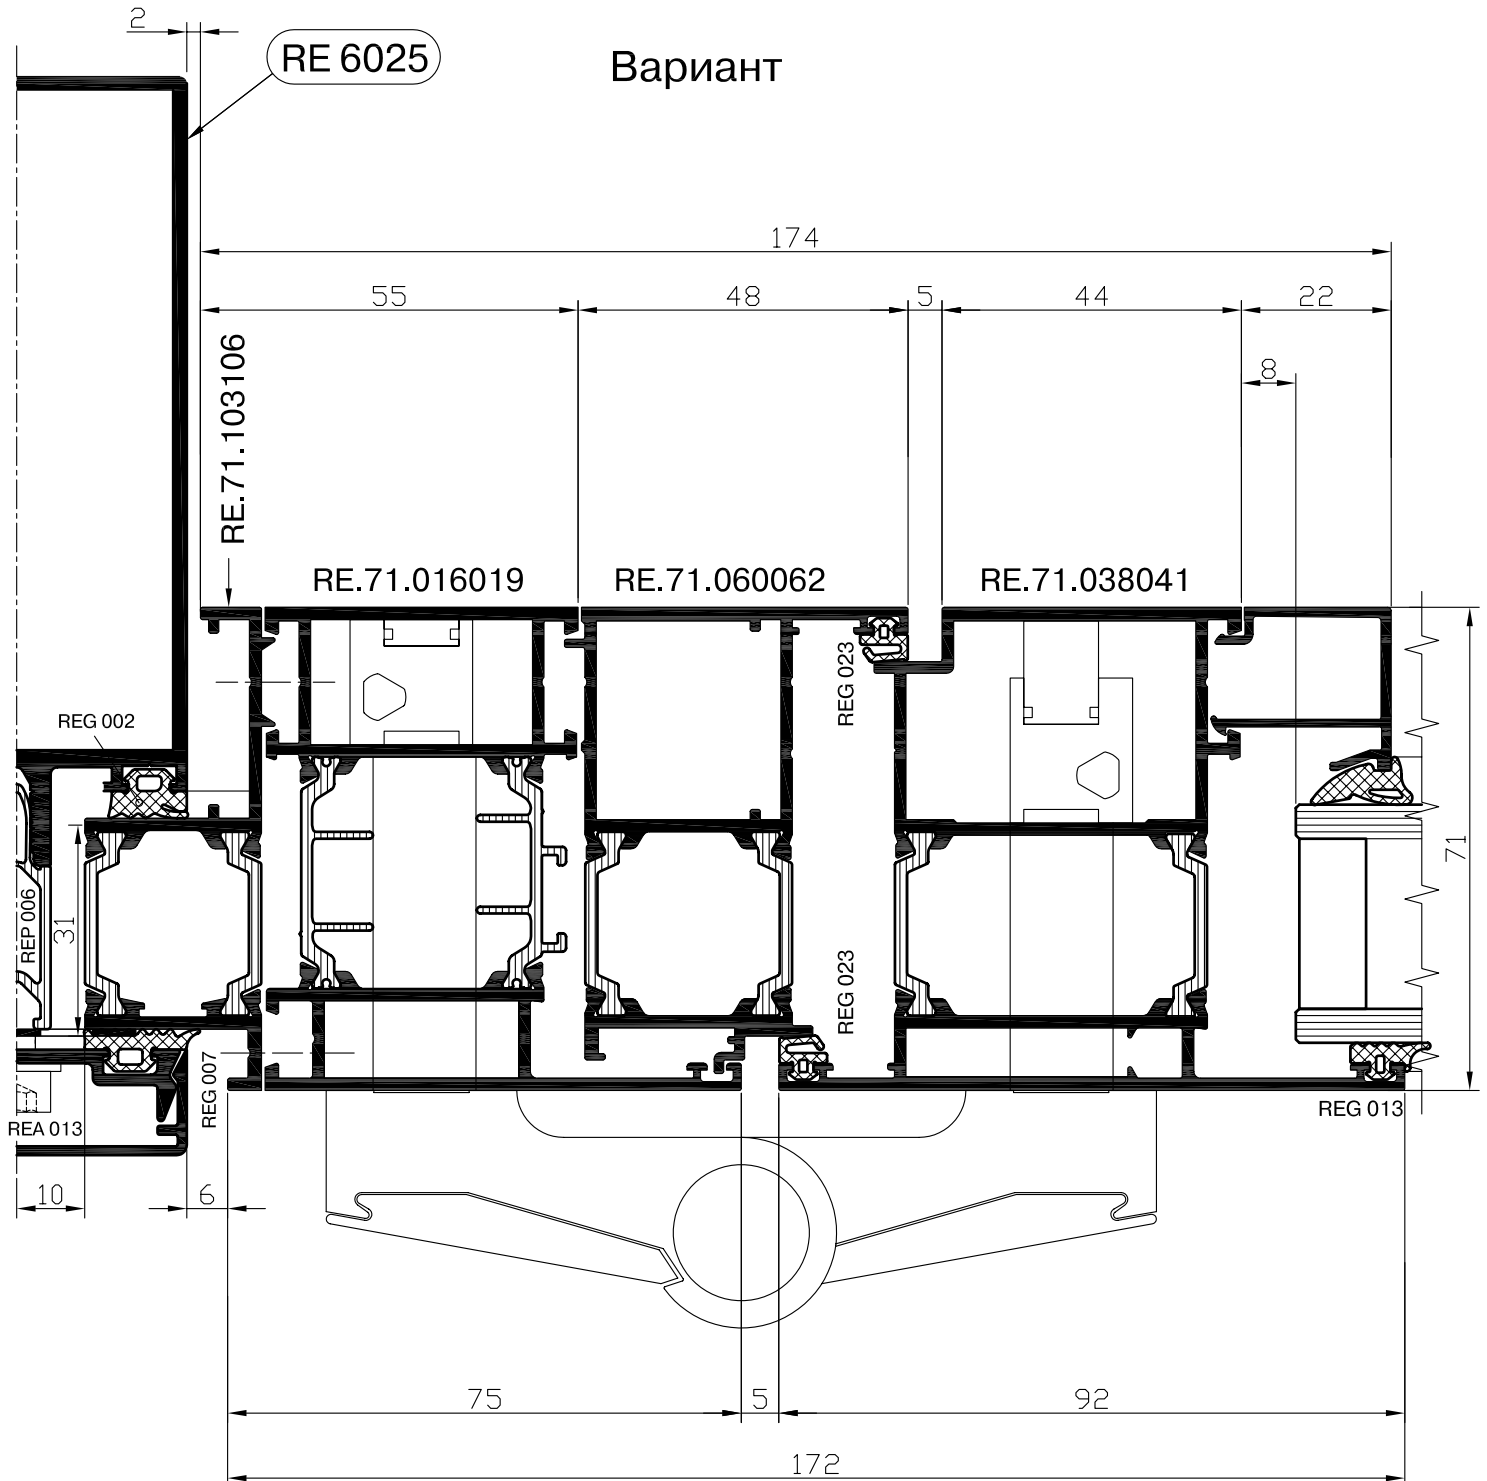 2
RE 6025
Вариант
174
55
48
5
44
22
8
RE.71.103106
RE.71.016019
RE.71.060062
RE.71.038041
REG 023
REG 002
71
REP 006
31
REG 023
REG 007
REA 013
REG 013
10
6
75
5
92
172